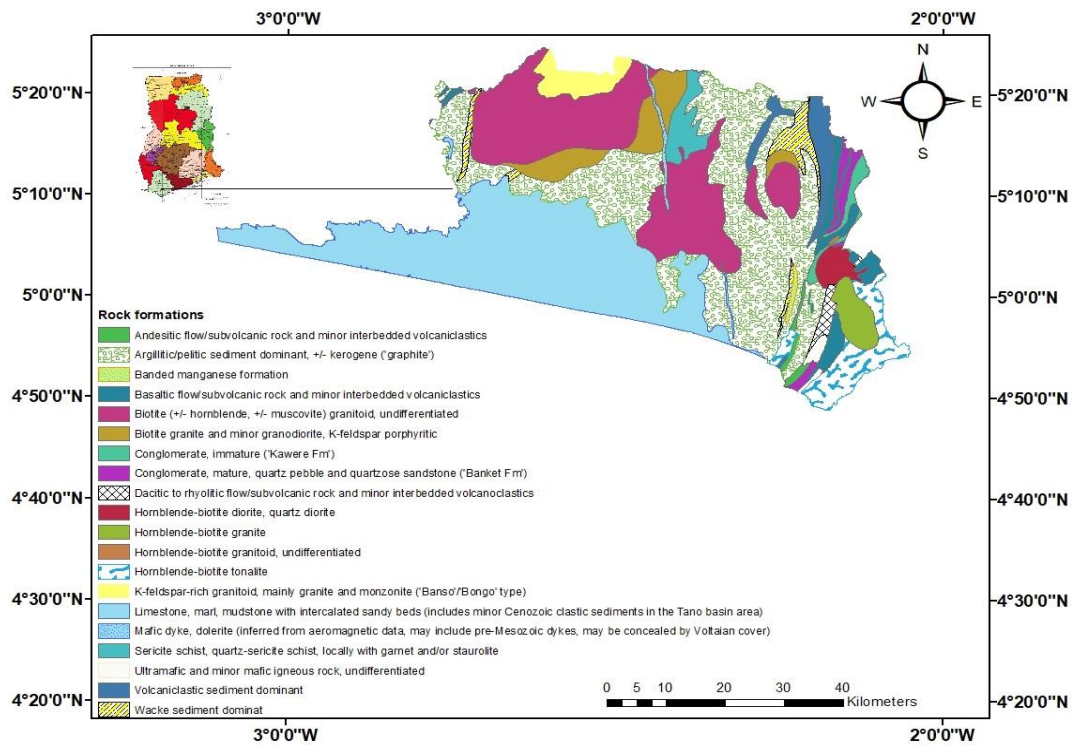 3°0'0"W 2°0'0"W
N
W E
S
5°20'0"N 5°20'0"N
5°10'0"N 5°10'0"N
5°0'0"N 5°0'0"N
Rock formations
Andesitic flow/subvolcanic rock and minor interbedded volcaniclastics
Argillitic/pelitic sediment dominant, +/- kerogene ('graphite')
Banded manganese formation
4°50'0"N 4°50'0"N
Basaltic flow/subvolcanic rock and minor interbedded volcaniclastics
Biotite (+/- hornblende, +/- muscovite) granitoid, undifferentiated
Biotite granite and minor granodiorite, K-feldspar porphyritic
Conglomerate, immature ('Kawere Fm')
Conglomerate, mature, quartz pebble and quartzose sandstone ('Banket Fm')
4°40'0"N 4°40'0"N
Dacitic to rhyolitic flow/subvolcanic rock and minor interbedded volcanoclastics
Hornblende-biotite diorite, quartz diorite
Hornblende-biotite granite
Hornblende-biotite granitoid, undifferentiated
Hornblende-biotite tonalite
4°30'0"N 4°30'0"N
K-feldspar-rich granitoid, mainly granite and monzonite ('Banso'/'Bongo' type)
Limestone, marl, mudstone with intercalated sandy beds (includes minor Cenozoic clastic sediments in the Tano basin area)
Mafic dyke, dolerite (inferred from aeromagnetic data, may include pre-Mesozoic dykes, may be concealed by Voltaian cover)
Sericite schist, quartz-sericite schist, locally with garnet and/or staurolite
Ultramafic and minor mafic igneous rock, undifferentiated
Volcaniclastic sediment dominant
4°20'0"N 4°20'0"N
Wacke sediment dominat
0 5 10 20 30 40
Kilometers
3°0'0"W 2°0'0"W